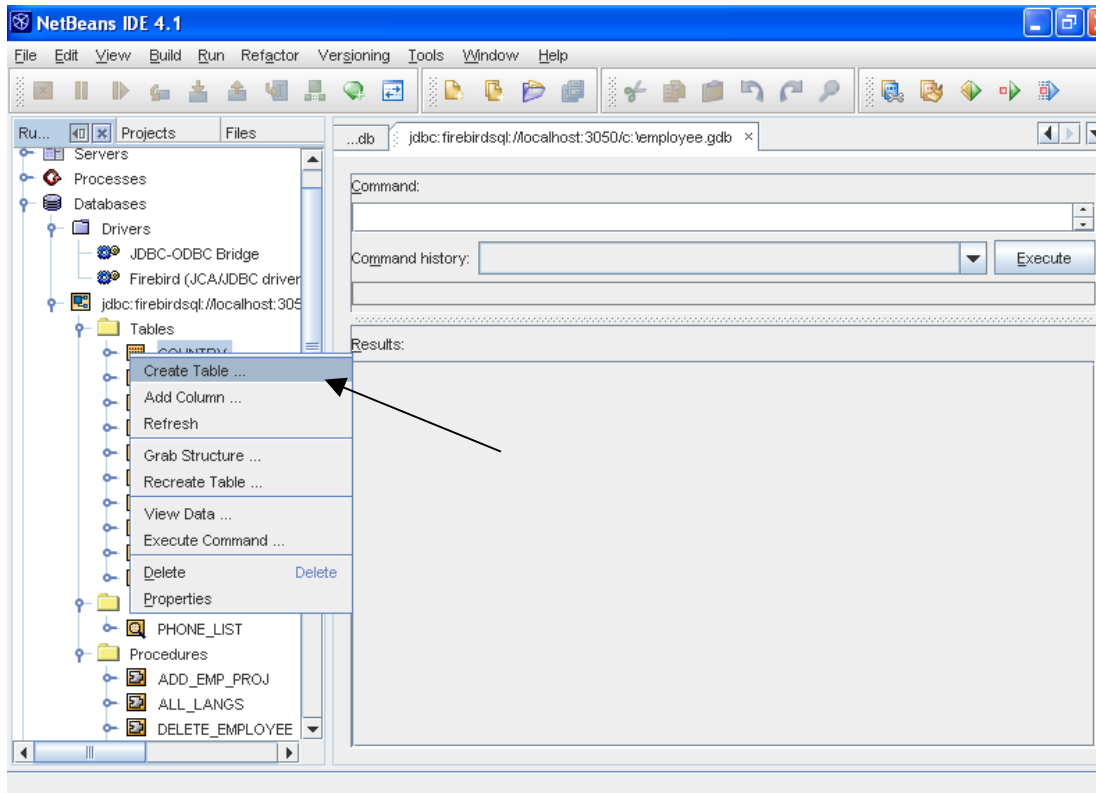 NetBeans IDE 4.1
File Edit View Build Run Refactor Versioning Tools Window Help
Ru... Projects Files
Servers
Processes
Databases
Drivers
JDBC-ODBC Bridge
Firebird (JCA/JDBC driver
jdbc:firebirdsql://localhost:305
Tables
COUNTRY
Create Table ...
Add Column ...
Refresh
Grab Structure ...
Recreate Table ...
View Data ...
Execute Command ...
Delete Delete
Properties
PHONE_LIST
Procedures
ADD_EMP_PROJ
ALL_LANGS
DELETE_EMPLOYEE
...db jdbc:firebirdsql://localhost:3050/c:\employee.gdb
Command:
Command history: Execute
Results: